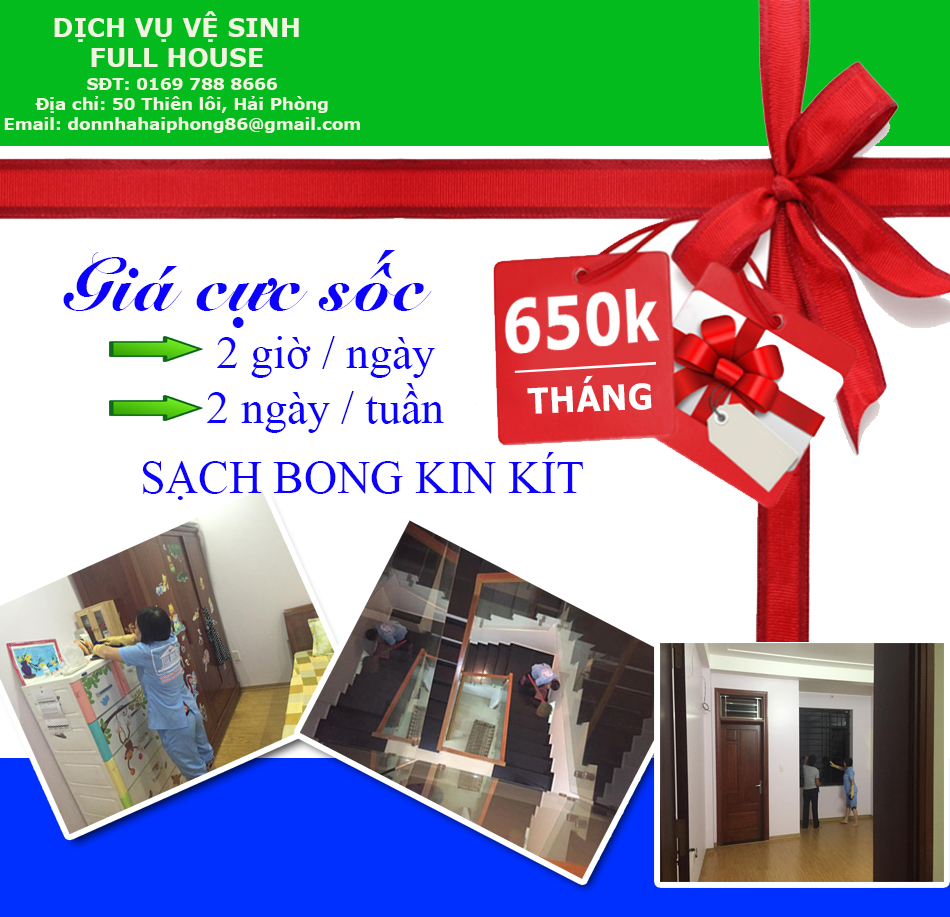 DỊCH VỤ VỆ SINH
FULL HOUSE
SĐT: 0169 788 8666
Địa chỉ: 50 Thiên lôi, Hải Phòng
Email: donnhahaiphong86@gmail.com
Giá cực sốc
2 giờ / ngày
2 ngày / tuần
SẠCH BONG KIN KÍT
650k
THÁNG